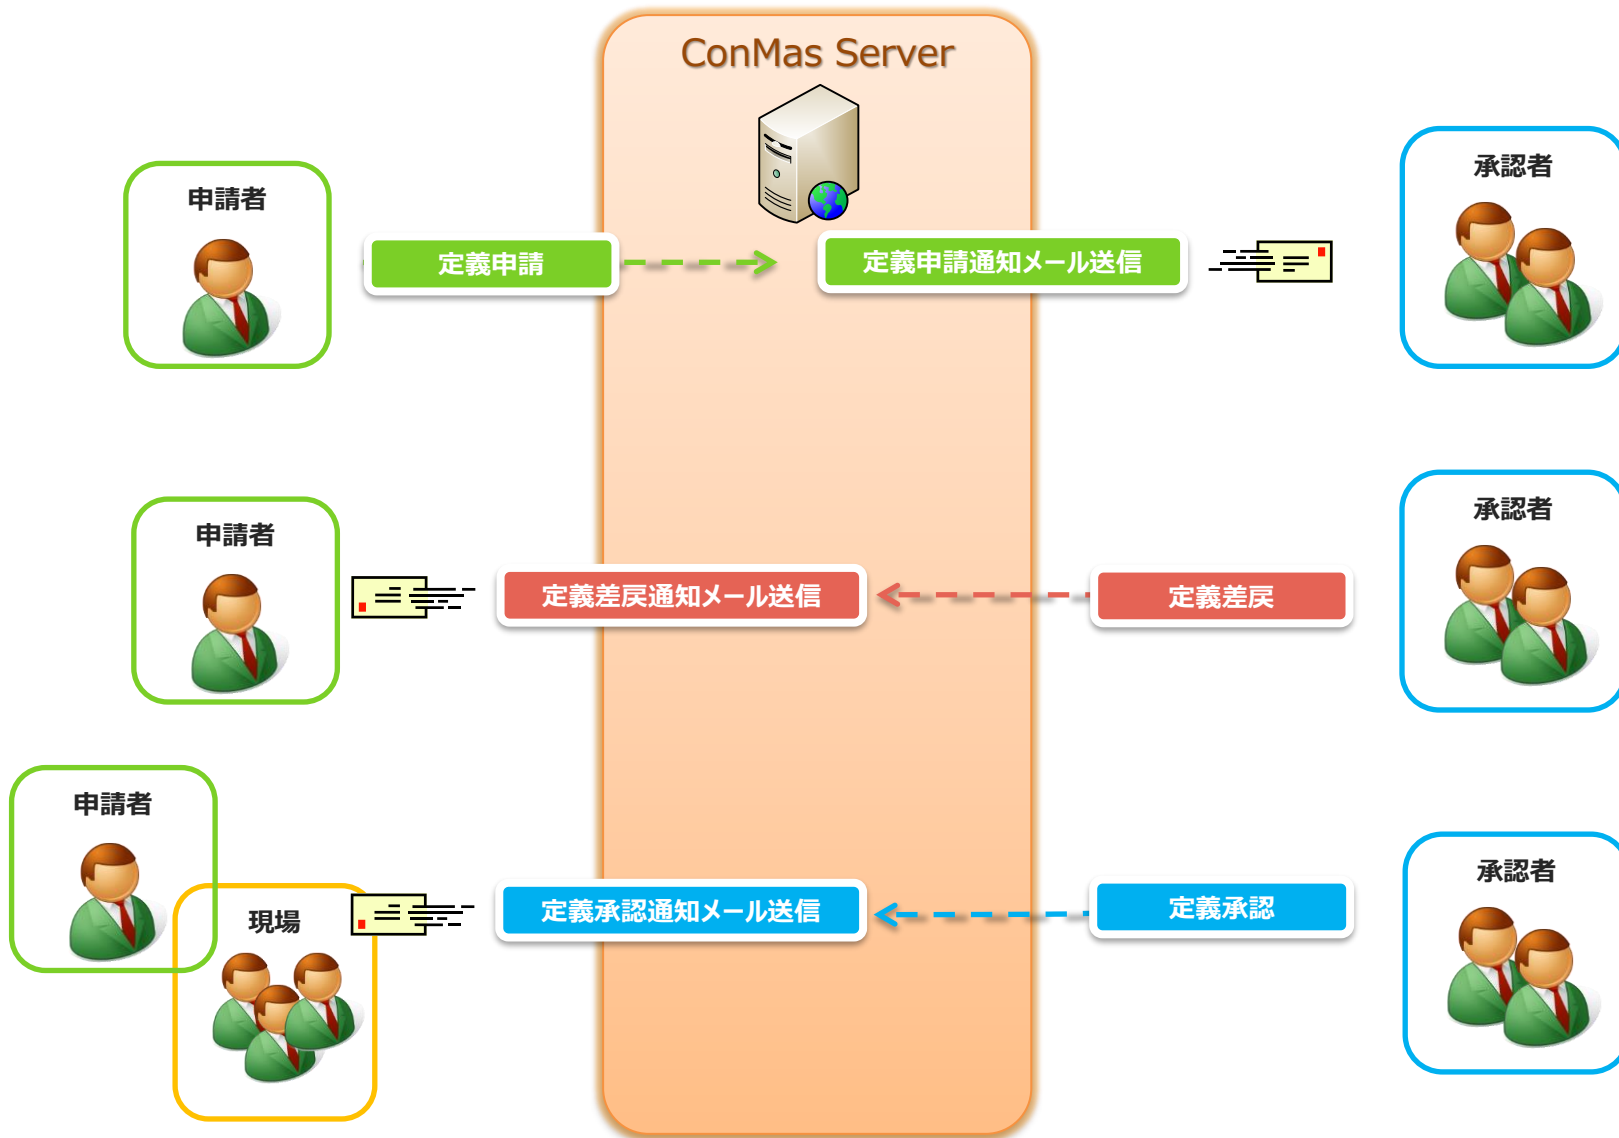 ConMas Server
申請者
定義申請
定義申請通知メール送信
承認者
申請者
定義差戻通知メール送信
定義差戻
承認者
申請者
現場
定義承認通知メール送信
定義承認
承認者